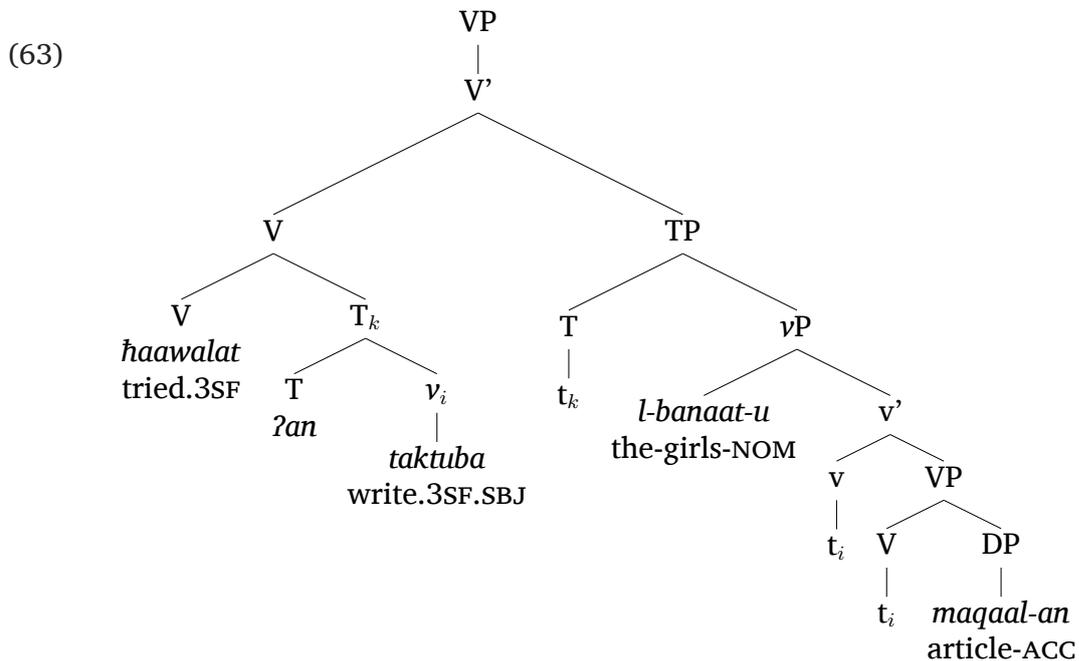 VP
(63)
V’
V TP
V T_k T vP
ħaawalat
tried.3SF T v_i t_k l-banaat-u v’
ʔan the-girls-NOM
taktuba v VP
write.3SF.SBJ
t_i V DP
t_i maqaal-an
article-ACC